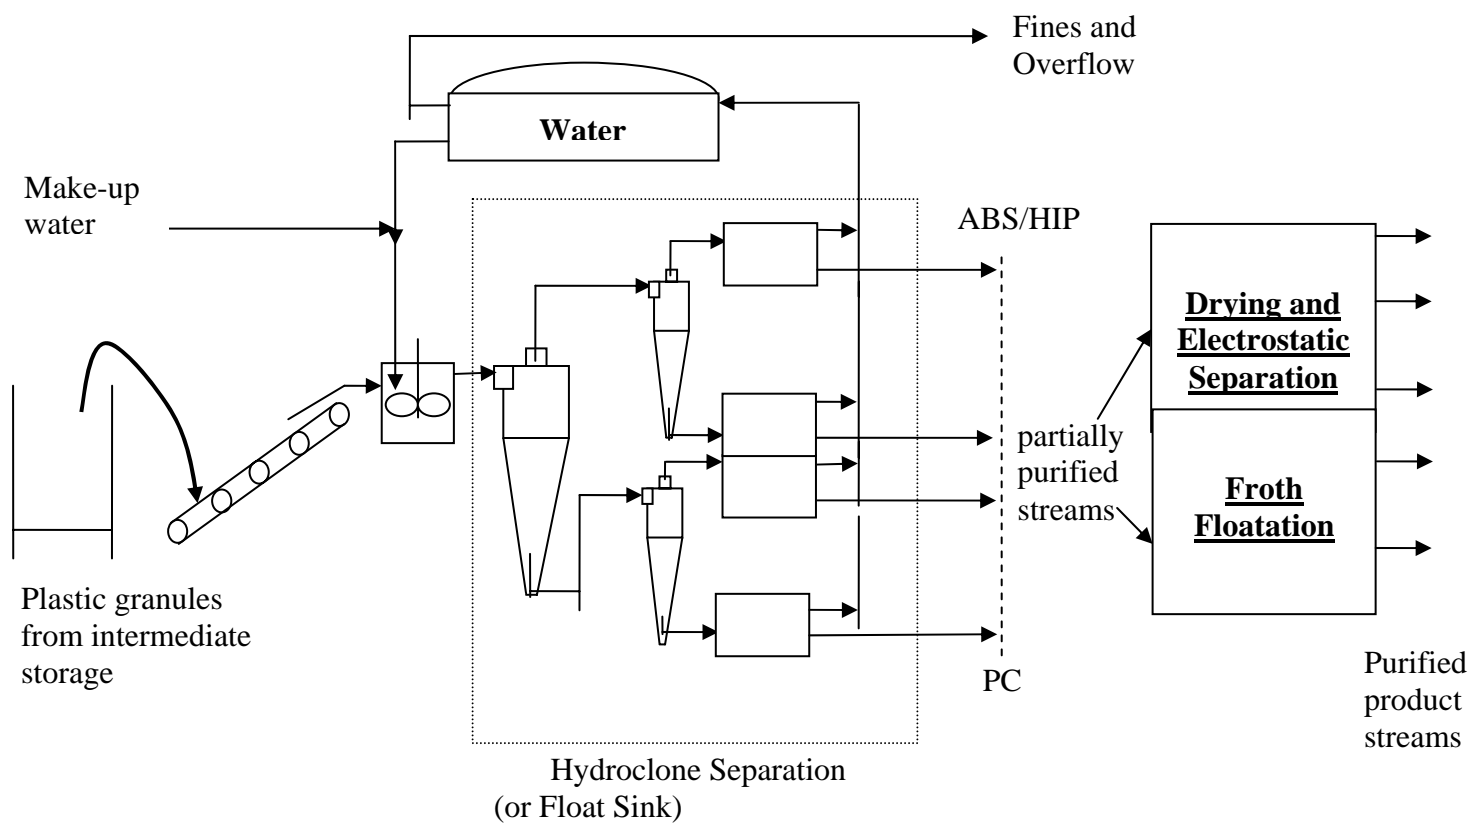 Fines and
Overflow
Water
Make-up
water
ABS/HIP
Drying and
Electrostatic
Separation
partially
purified
streams
Froth
Floatation
Plastic granules
from intermediate
storage
PC
Purified
product
streams
Hydroclone Separation
(or Float Sink)